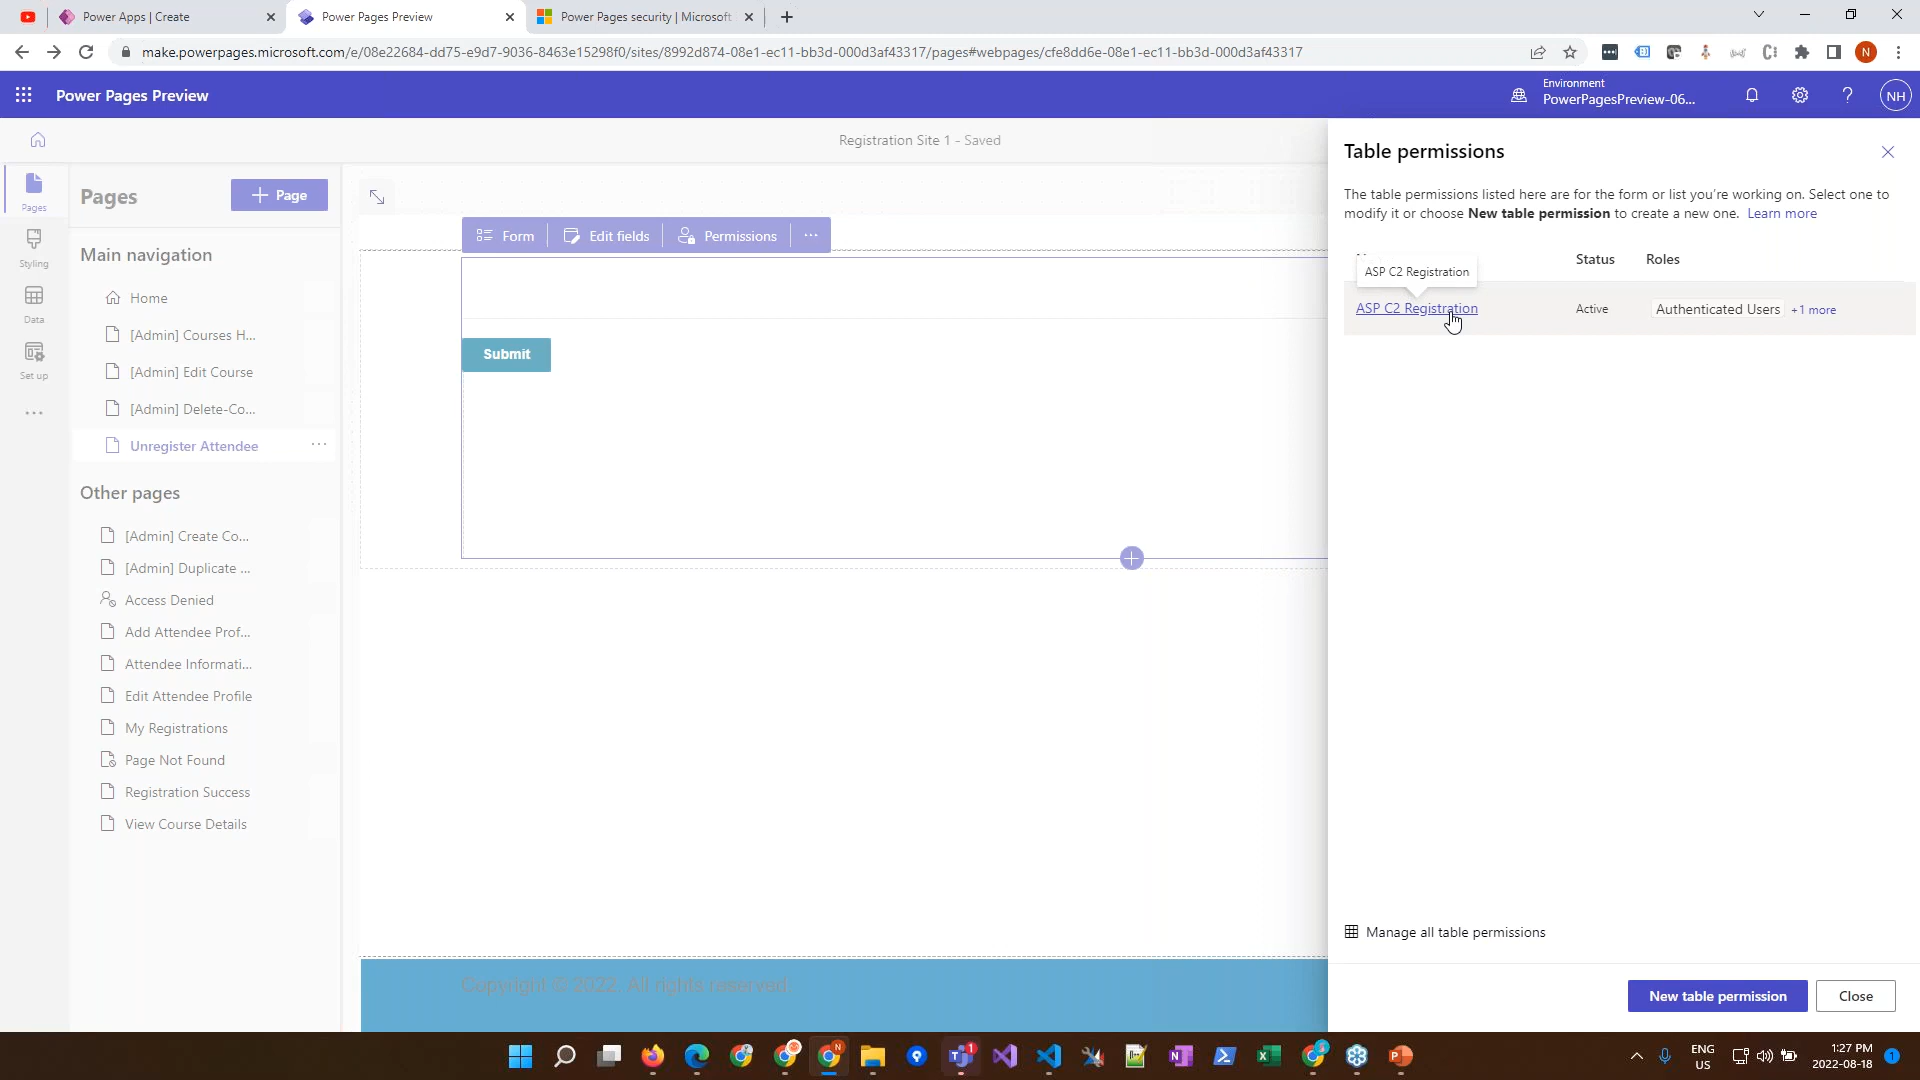 Power Apps | Create
Power Pages Preview
Power Pages security | Microsoft
make.powerpages.microsoft.com/e/08e22684-dd75-e9d7-9036-8463e15298f0/sites/8992d874-08e1-ec11-bb3d-000d3af43317/pages#webpages/cfe8dd6e-08e1-ec11-bb3d-000d3af43317
N
Power Pages Preview
Environment
PowerPagesPreview-06...
NH
Registration Site 1 - Saved
Pages
Styling
Data
Set up
Pages
Page
Main navigation
Home
[Admin] Courses H...
[Admin] Edit Course
[Admin] Delete-Co...
Unregister Attendee
Other pages
[Admin] Create Co...
[Admin] Duplicate ...
Access Denied
Add Attendee Prof...
Attendee Informati...
Edit Attendee Profile
My Registrations
Page Not Found
Registration Success
View Course Details
Form
Edit fields
Permissions
Submit
Copyright © 2022. All rights reserved.
Table permissions
The table permissions listed here are for the form or list you're working on. Select one to
modify it or choose New table permission to create a new one. Learn more
Status
Roles
ASP C2 Registration
ASP C2 Registration
Active
Authenticated Users
+1 more
Manage all table permissions
New table permission
Close
ENG
US
1:27 PM
2022-08-18